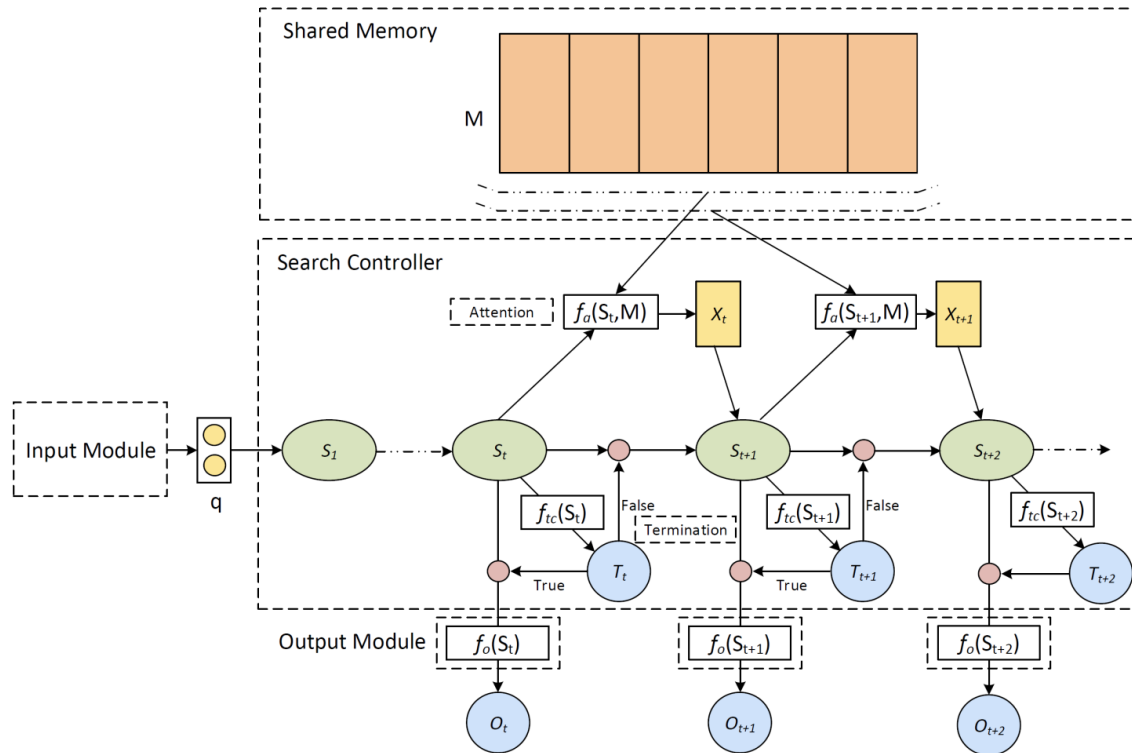 Shared Memory
M
Search Controller
Attention
fa(St,M)
Xt
fa(St+1,M)
Xt+1
Input Module
q
S1
St
St+1
St+2
ftc(St)
False
Termination
ftc(St+1)
False
ftc(St+2)
Tt
True
Tt+1
True
Tt+2
Output Module
fo(St)
fo(St+1)
fo(St+2)
Ot
Ot+1
Ot+2